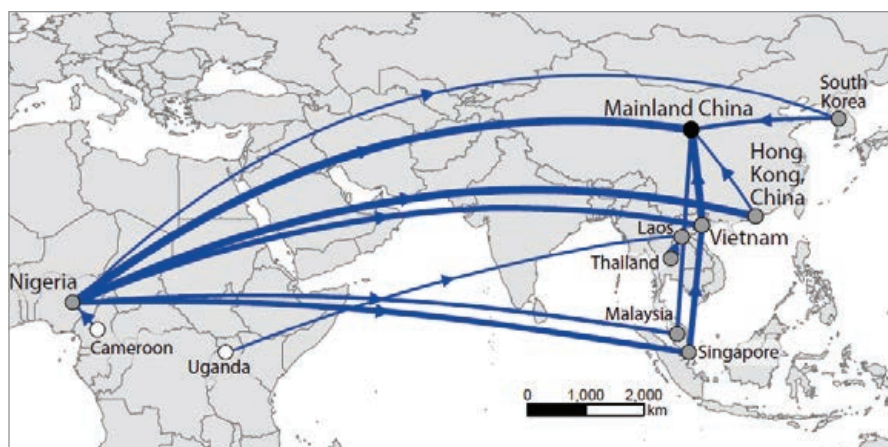 South
Korea
Mainland China
Hong
Kong,
China
Laos
Vietnam
Thailand
Nigeria
Malaysia
Cameroon
Uganda
Singapore
0 1,000 2,000
km